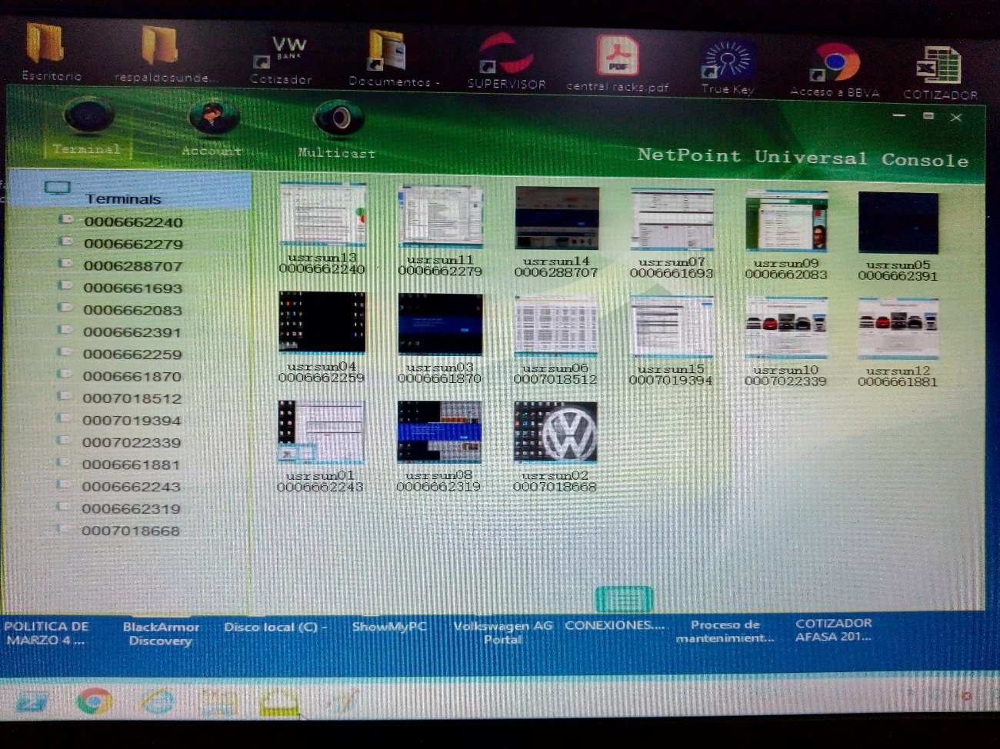 Escritorio
respaldosunde...
VW
BANK
Cotizador
Documentos -
SUPERVISOR
PDF
central racks.pdf
True Key
Acceso a BBVA
COTIZADOR
Terminal
Account
Multicast
NetPoint Universal Console
Terminals
0006662240
0006662279
0006288707
0006661693
0006662083
0006662391
0006662259
0006661870
0007018512
0007019394
0007022339
0006661881
0006662243
0006662319
0007018668
usrsun13
0006662240
usrsun11
0006662279
usrsun14
0006288707
usrsun07
0006661693
usrsun09
0006662083
usrsun05
0006662391
usrsun04
0006662259
usrsun03
0006661870
usrsun06
0007018512
usrsun15
0007019394
usrsun10
0007022339
usrsun12
0006661881
usrsun01
0006662243
usrsun08
0006662319
usrsun02
0007018668
POLITICA DE
MARZO 4 ...
BlackArmor
Discovery
Disco local (C) -
ShowMyPC
Volkswagen AG
Portal
CONEXIONES....
Proceso de
mantenimient...
COTIZADOR
AFASA 201...